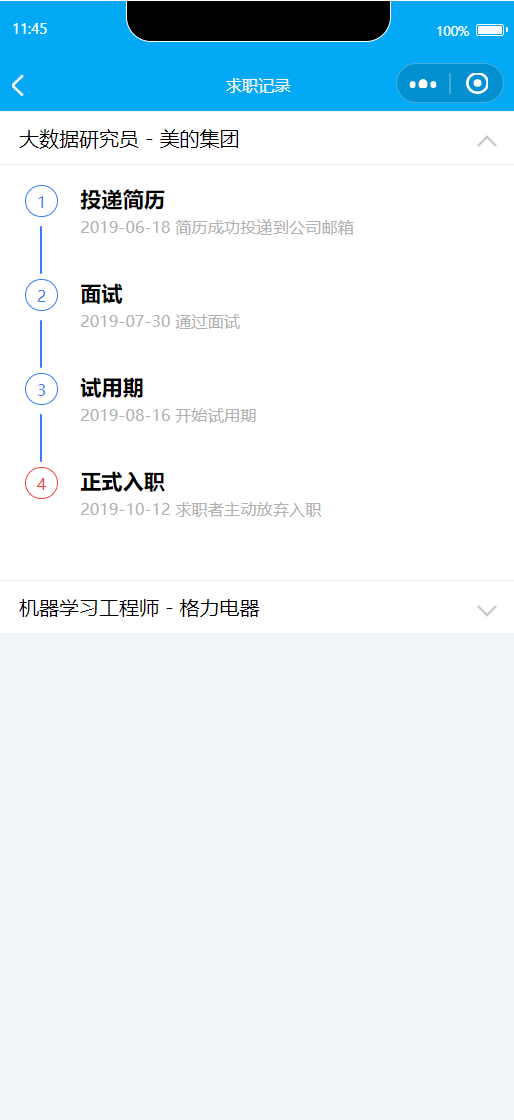 11:45
100%
求职记录
大数据研究员 - 美的集团
1
投递简历
2019-06-18 简历成功投递到公司邮箱
2
面试
2019-07-30 通过面试
3
试用期
2019-08-16 开始试用期
4
正式入职
2019-10-12 求职者主动放弃入职
机器学习工程师 - 格力电器